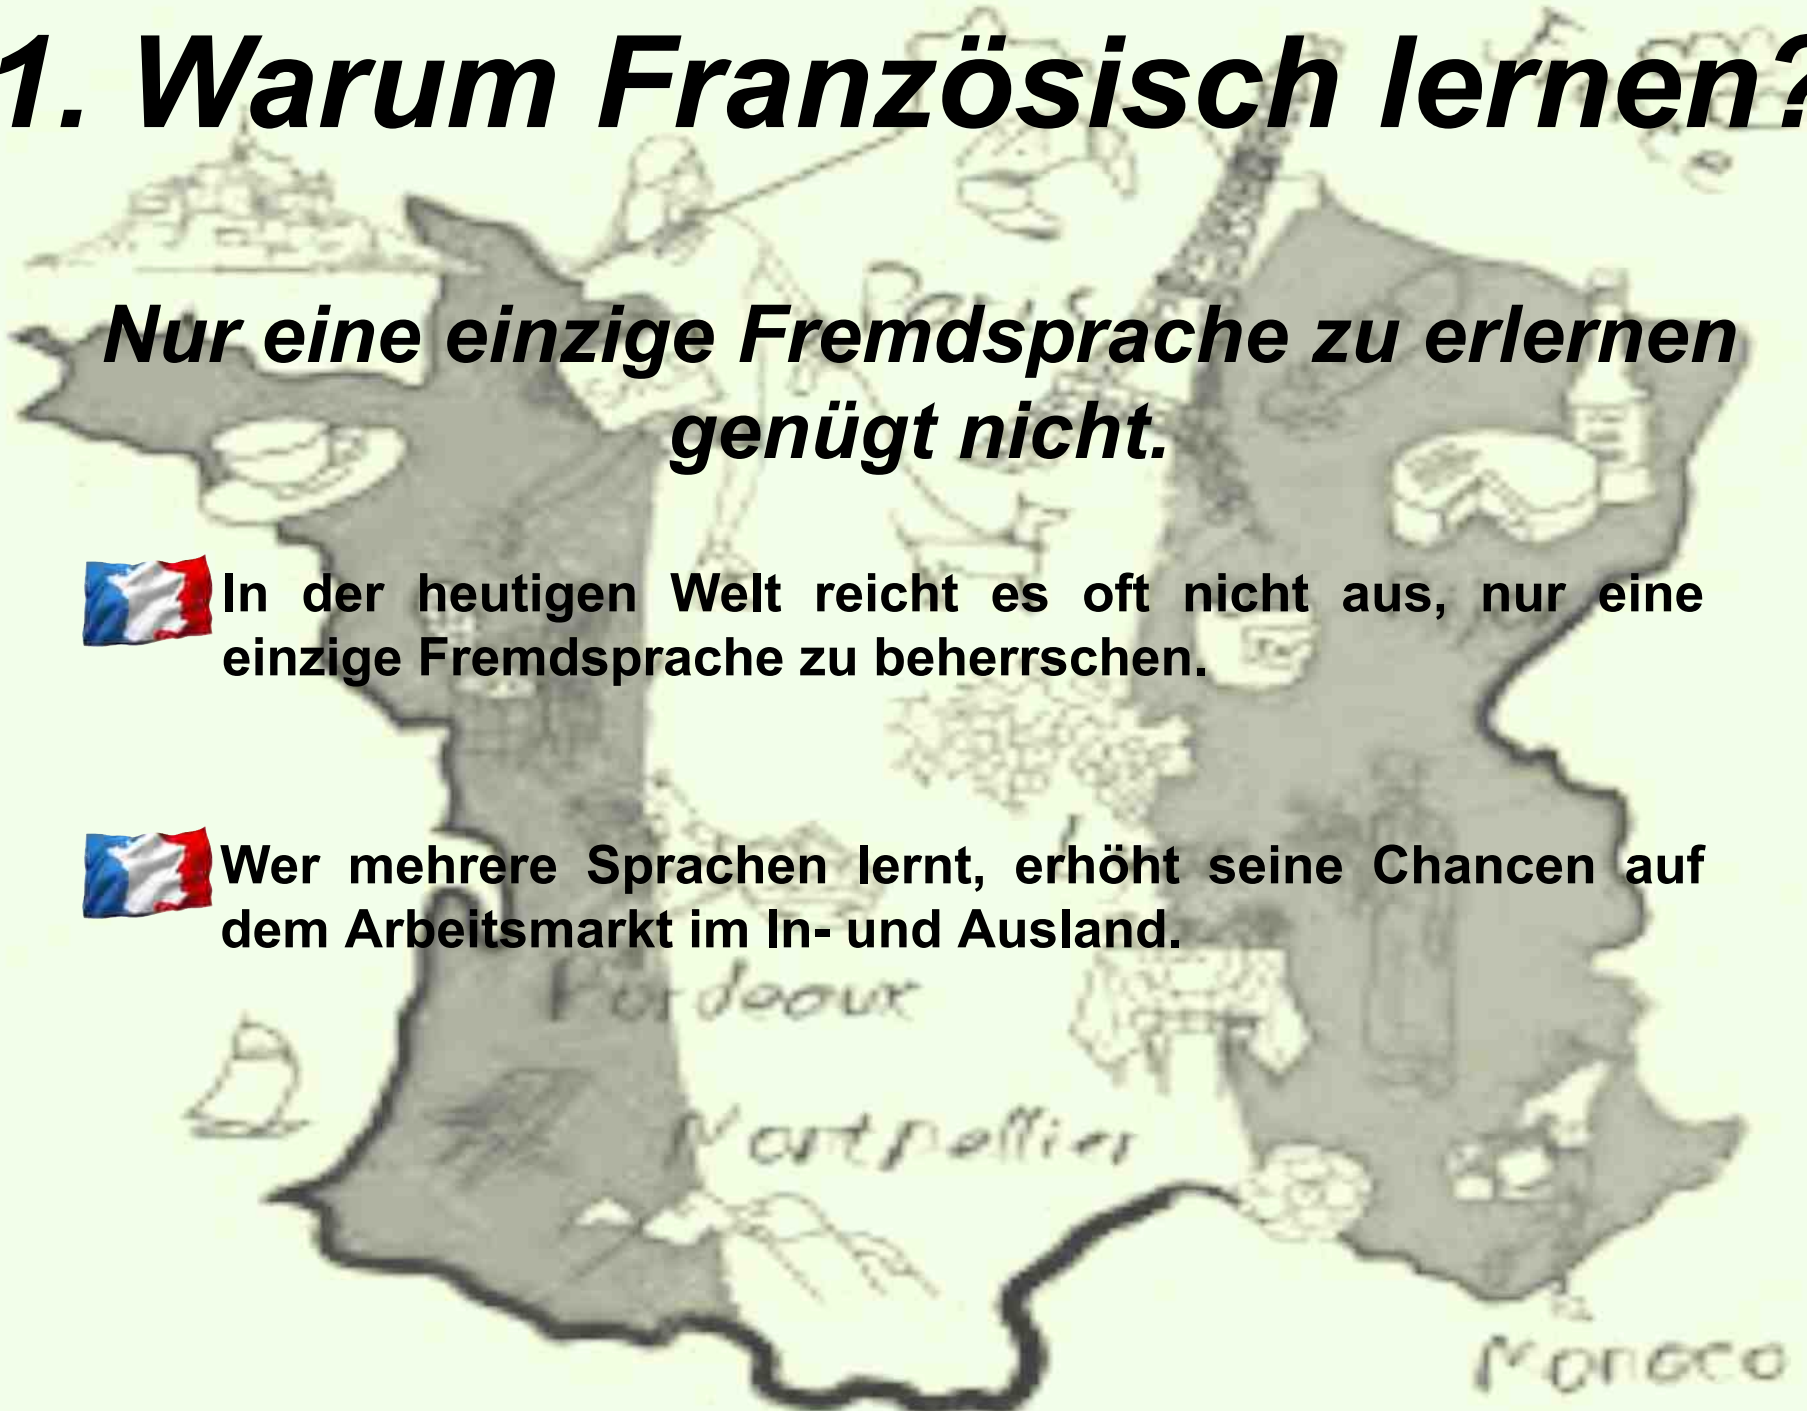 1. Warum Französisch lernen?
Paris
Nur eine einzige Fremdsprache zu erlernen
genügt nicht.
In der heutigen Welt reicht es oft nicht aus, nur eine
einzige Fremdsprache zu beherrschen.
Wer mehrere Sprachen lernt, erhöht seine Chancen auf
dem Arbeitsmarkt im In- und Ausland.
Bordeaux
Montpellier
Monaco